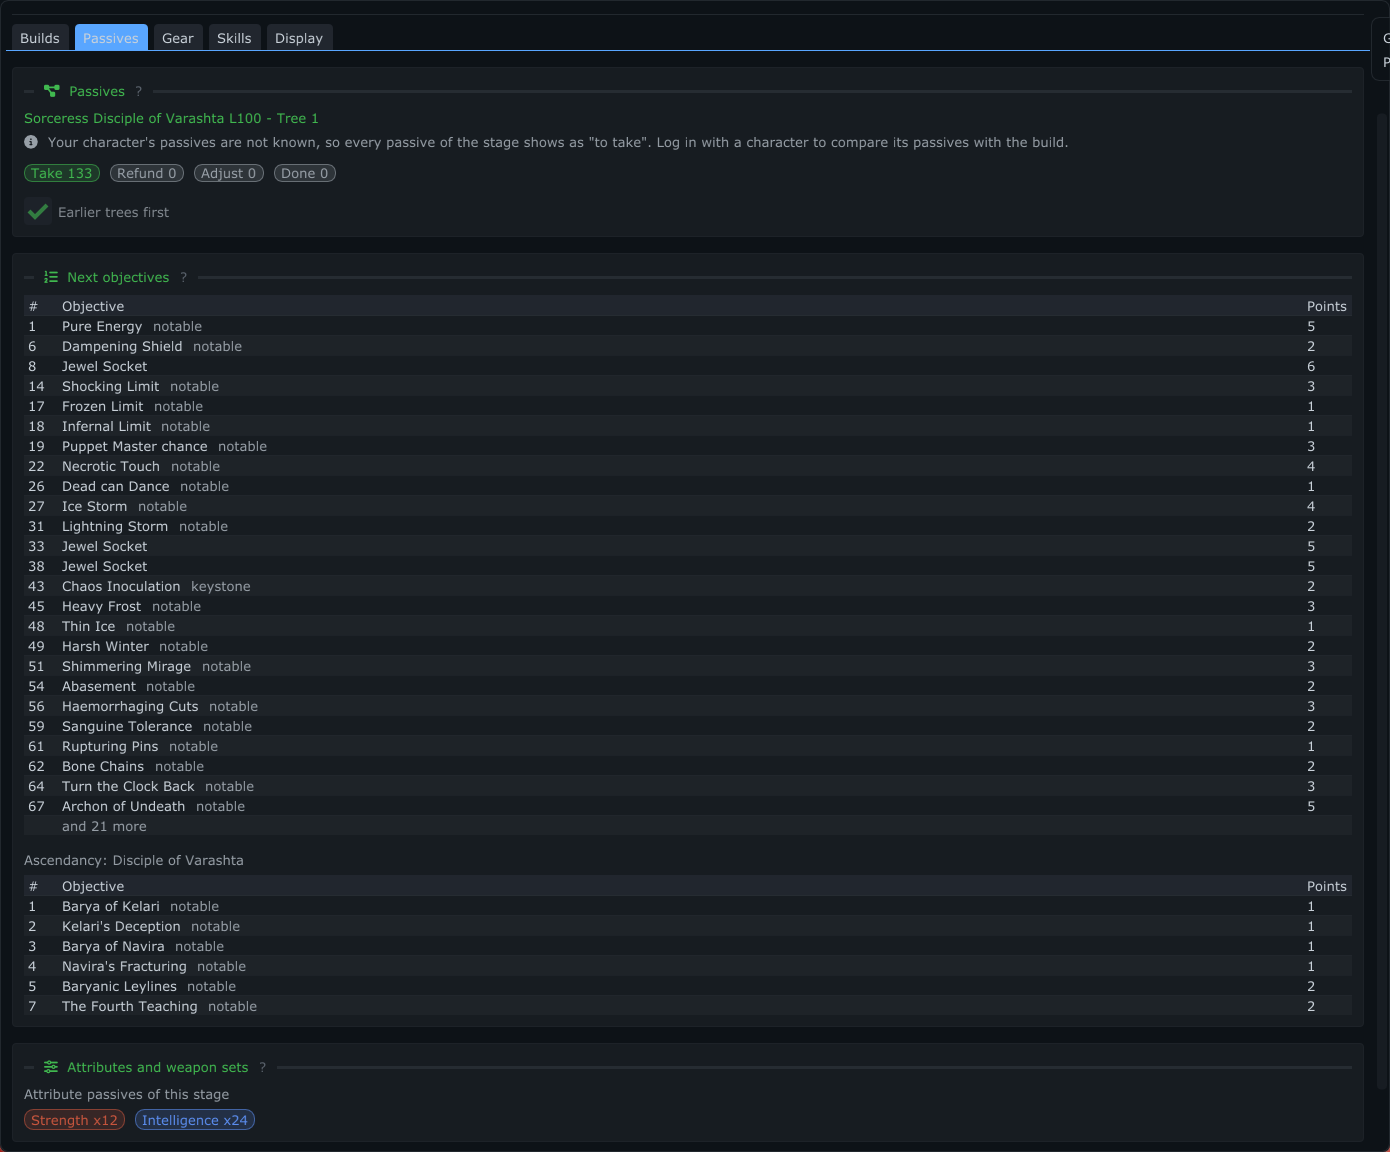 Builds Passives Gear Skills Display
G
P
Passives ?
Sorceress Disciple of Varashta L100 - Tree 1
Your character's passives are not known, so every passive of the stage shows as "to take". Log in with a character to compare its passives with the build.
Take 133 Refund 0 Adjust 0 Done 0
Earlier trees first
Next objectives ?
# Objective Points
1 Pure Energy notable 5
6 Dampening Shield notable 2
8 Jewel Socket 6
14 Shocking Limit notable 3
17 Frozen Limit notable 1
18 Infernal Limit notable 1
19 Puppet Master chance notable 3
22 Necrotic Touch notable 4
26 Dead can Dance notable 1
27 Ice Storm notable 4
31 Lightning Storm notable 2
33 Jewel Socket 5
38 Jewel Socket 5
43 Chaos Inoculation keystone 2
45 Heavy Frost notable 3
48 Thin Ice notable 1
49 Harsh Winter notable 2
51 Shimmering Mirage notable 3
54 Abasement notable 2
56 Haemorrhaging Cuts notable 3
59 Sanguine Tolerance notable 2
61 Rupturing Pins notable 1
62 Bone Chains notable 2
64 Turn the Clock Back notable 3
67 Archon of Undeath notable 5
and 21 more
Ascendancy: Disciple of Varashta
# Objective Points
1 Barya of Kelari notable 1
2 Kelari's Deception notable 1
3 Barya of Navira notable 1
4 Navira's Fracturing notable 1
5 Baryanic Leylines notable 2
7 The Fourth Teaching notable 2
Attributes and weapon sets ?
Attribute passives of this stage
Strength x12 Intelligence x24